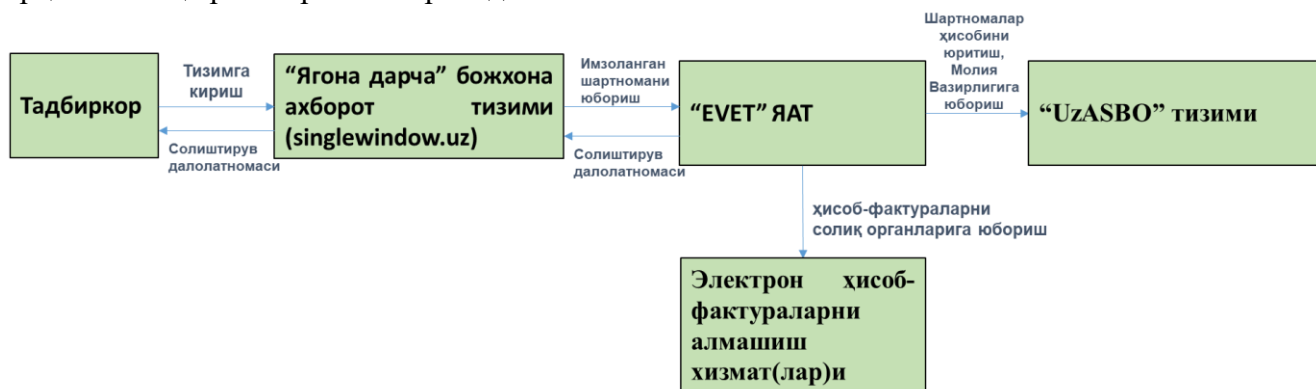 Шартномалар
ҳисобини
юритиш,
Молия
Вазирлигига
юбориш
Тадбиркор
Тизимга
кириш
Солиштирув
далолатномаси
“Ягона дарча” божхона
ахборот тизими
(singlewindow.uz)
Имзоланган
шартномани
юбориш
Солиштирув
далолатномаси
“EVET” ЯАТ
“UzASBO” тизими
ҳисоб-фактураларни
солиқ органларига юбориш
Электрон ҳисоб-
фактураларни
алмашиш
хизмат(лар)и